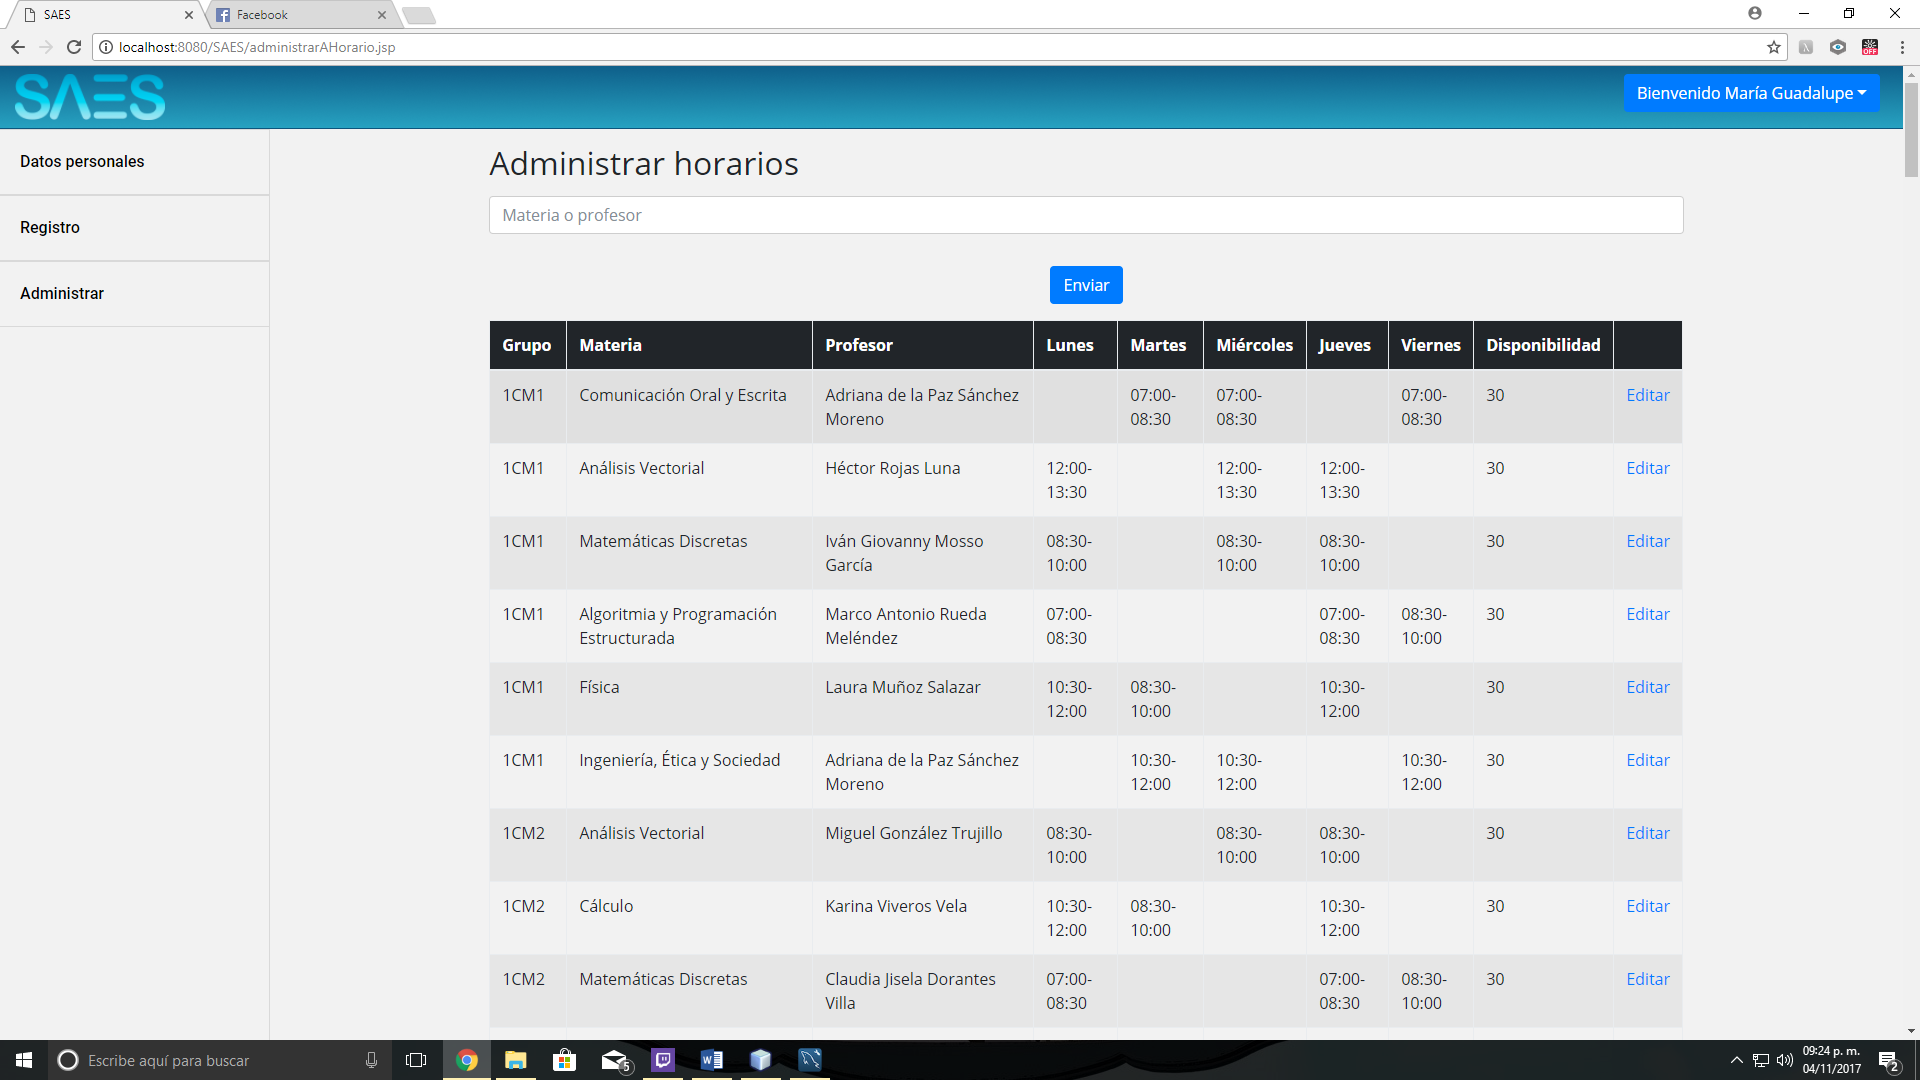 SAES
Facebook
localhost:8080/SAES/administrarAHorario.jsp
OFF
SAES
Bienvenido María Guadalupe
Datos personales
Registro
Administrar
Administrar horarios
Materia o profesor
Enviar
Grupo Materia Profesor Lunes Martes Miércoles Jueves Viernes Disponibilidad
1CM1 Comunicación Oral y Escrita Adriana de la Paz Sánchez 07:00- 07:00- 07:00- 30 Editar
Moreno 08:30 08:30 08:30
1CM1 Análisis Vectorial Héctor Rojas Luna 12:00- 12:00- 12:00- 30 Editar
13:30 13:30 13:30
1CM1 Matemáticas Discretas Iván Giovanny Mosso 08:30- 08:30- 08:30- 30 Editar
García 10:00 10:00 10:00
1CM1 Algoritmia y Programación Marco Antonio Rueda 07:00- 07:00- 08:30- 30 Editar
Estructurada Meléndez 08:30 08:30 10:00
1CM1 Física Laura Muñoz Salazar 10:30- 08:30- 10:30- 30 Editar
12:00 10:00 12:00
1CM1 Ingeniería, Ética y Sociedad Adriana de la Paz Sánchez 10:30- 10:30- 10:30- 30 Editar
Moreno 12:00 12:00 12:00
1CM2 Análisis Vectorial Miguel González Trujillo 08:30- 08:30- 08:30- 30 Editar
10:00 10:00 10:00
1CM2 Cálculo Karina Viveros Vela 10:30- 08:30- 10:30- 30 Editar
12:00 10:00 12:00
1CM2 Matemáticas Discretas Claudia Jisela Dorantes 07:00- 07:00- 08:30- 30 Editar
Villa 08:30 08:30 10:00
Escribe aquí para buscar
5
09:24 p. m.
04/11/2017
2